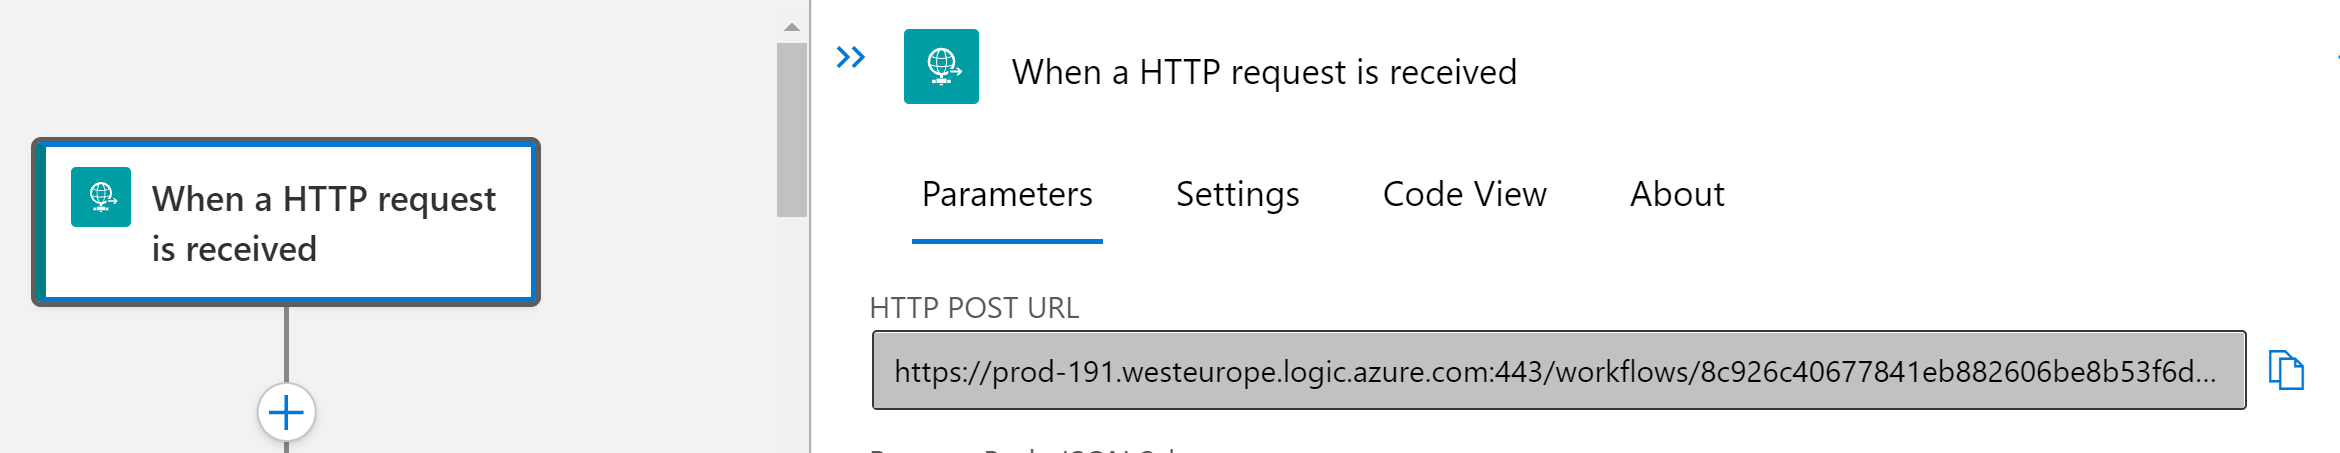 When a HTTP request
is received
When a HTTP request is received
Parameters Settings Code View About
HTTP POST URL
https://prod-191.westeurope.logic.azure.com:443/workflows/8c926c40677841eb882606be8b53f6d...